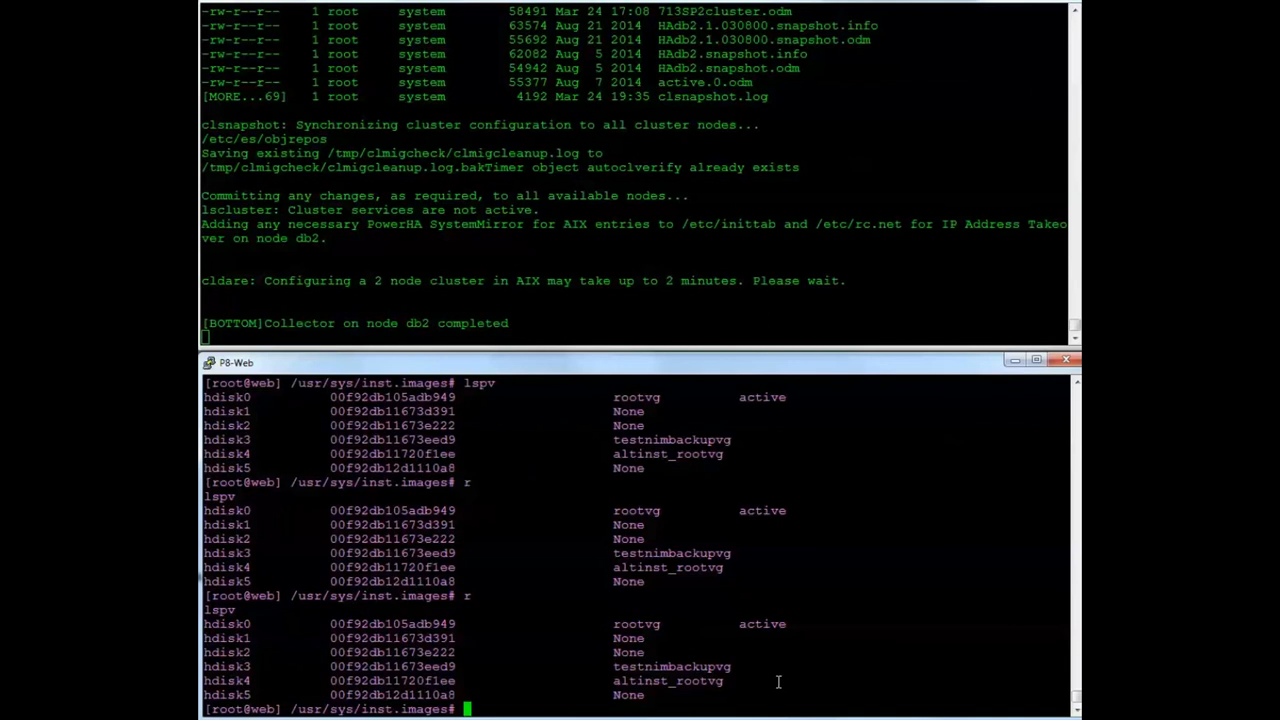 -rw-r--r-- 1 root system 58491 Mar 24 17:08 713SP2cluster.odm
-rw-r--r-- 1 root system 63574 Aug 21 2014 HAdb2.1.030800.snapshot.info
-rw-r--r-- 1 root system 55692 Aug 21 2014 HAdb2.1.030800.snapshot.odm
-rw-r--r-- 1 root system 62082 Aug 5 2014 HAdb2.snapshot.info
-rw-r--r-- 1 root system 54942 Aug 5 2014 HAdb2.snapshot.odm
-rw-r--r-- 1 root system 55377 Aug 7 2014 active.0.odm
[MORE...69] 1 root system 4192 Mar 24 19:35 clsnapshot.log
clsnapshot: Synchronizing cluster configuration to all cluster nodes...
/etc/es/objrepos
Saving existing /tmp/clmigcheck/clmigcleanup.log to
/tmp/clmigcheck/clmigcleanup.log.bakTimer object autoclverify already exists
Committing any changes, as required, to all available nodes...
lscluster: Cluster services are not active.
Adding any necessary PowerHA SystemMirror for AIX entries to /etc/inittab and /etc/rc.net for IP Address Takeo
ver on node db2.
cldare: Configuring a 2 node cluster in AIX may take up to 2 minutes. Please wait.
[BOTTOM]Collector on node db2 completed
P8-Web
[root@web] /usr/sys/inst.images# lspv
hdisk0 00f92db105adb949 rootvg active
hdisk1 00f92db11673d391 None
hdisk2 00f92db11673e222 None
hdisk3 00f92db11673eed9 testnimbackupvg
hdisk4 00f92db11720f1ee altinst_rootvg
hdisk5 00f92db12d1110a8 None
[root@web] /usr/sys/inst.images# r
lspv
hdisk0 00f92db105adb949 rootvg active
hdisk1 00f92db11673d391 None
hdisk2 00f92db11673e222 None
hdisk3 00f92db11673eed9 testnimbackupvg
hdisk4 00f92db11720f1ee altinst_rootvg
hdisk5 00f92db12d1110a8 None
[root@web] /usr/sys/inst.images# r
lspv
hdisk0 00f92db105adb949 rootvg active
hdisk1 00f92db11673d391 None
hdisk2 00f92db11673e222 None
hdisk3 00f92db11673eed9 testnimbackupvg
hdisk4 00f92db11720f1ee altinst_rootvg
hdisk5 00f92db12d1110a8 None
[root@web] /usr/sys/inst.images#